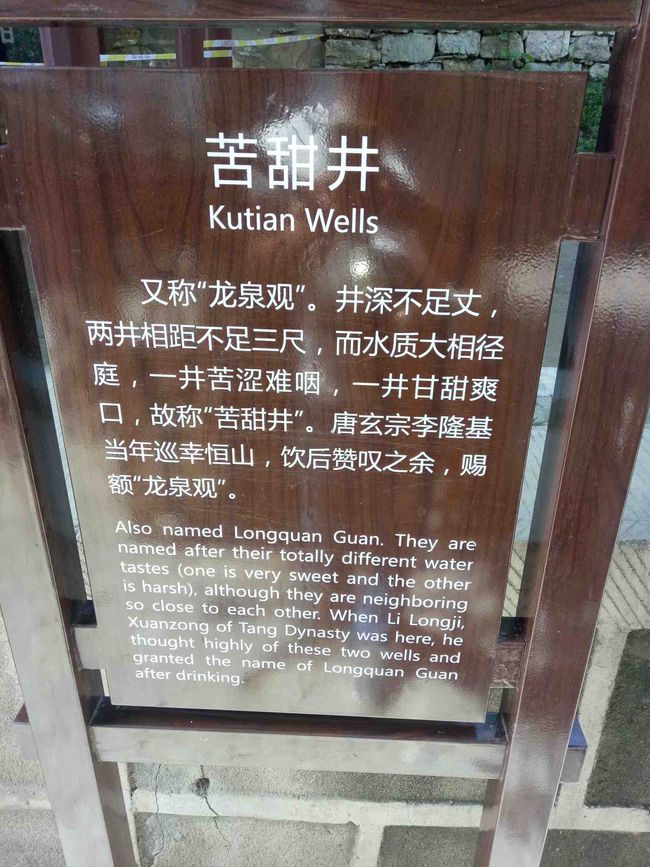 苦甜井
Kutian Wells
又称“龙泉观”。井深不足丈，
两井相距不足三尺，而水质大相径
庭，一井苦涩难咽，一井甘甜爽
口，故称“苦甜井”。唐玄宗李隆基
当年巡幸恒山，饮后赞叹之余，赐
额“龙泉观”。
Also named Longquan Guan. They are
named after their totally different water
tastes (one is very sweet and the other
is harsh), although they are neighboring
so close to each other. When Li Longji,
Xuanzong of Tang Dynasty was here, he
thought highly of these two wells and
granted the name of Longquan Guan
after drinking.